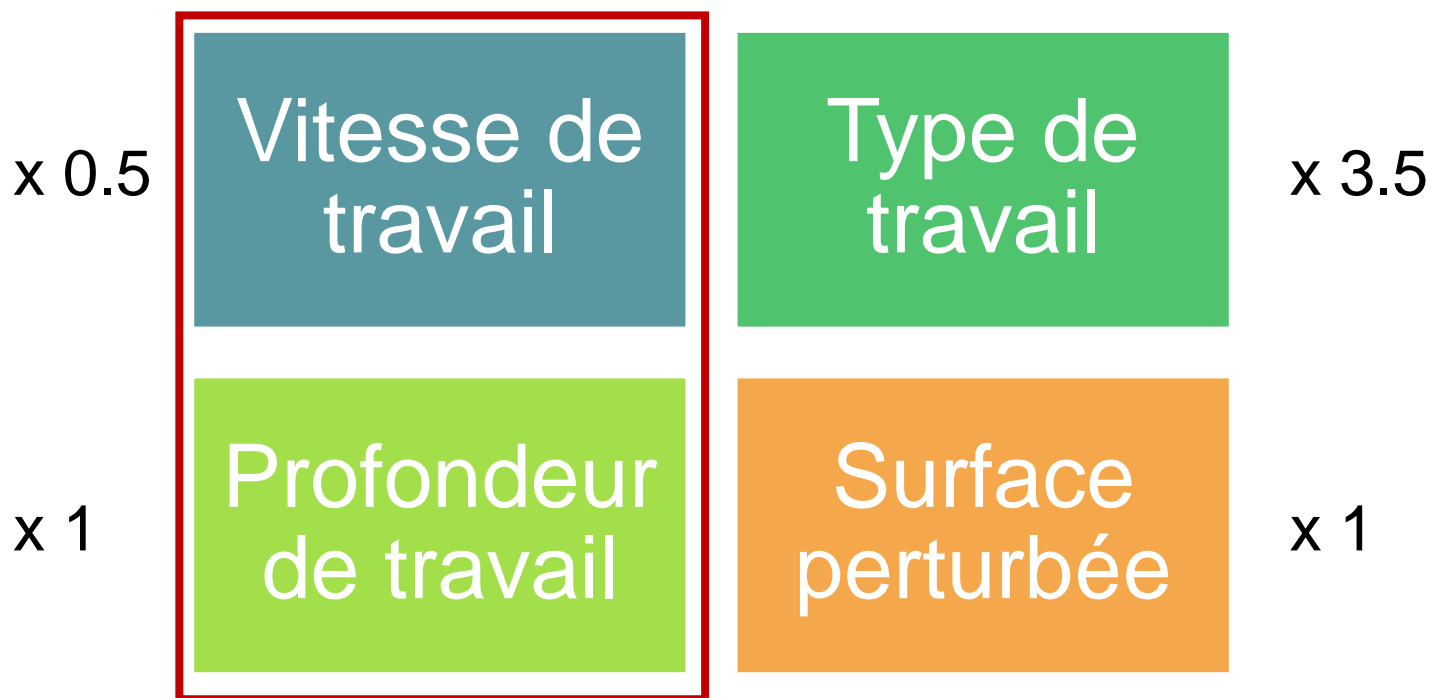 x 0.5
Vitesse de
travail
Type de
travail
x 3.5
x 1
Profondeur
de travail
Surface
perturbée
x 1